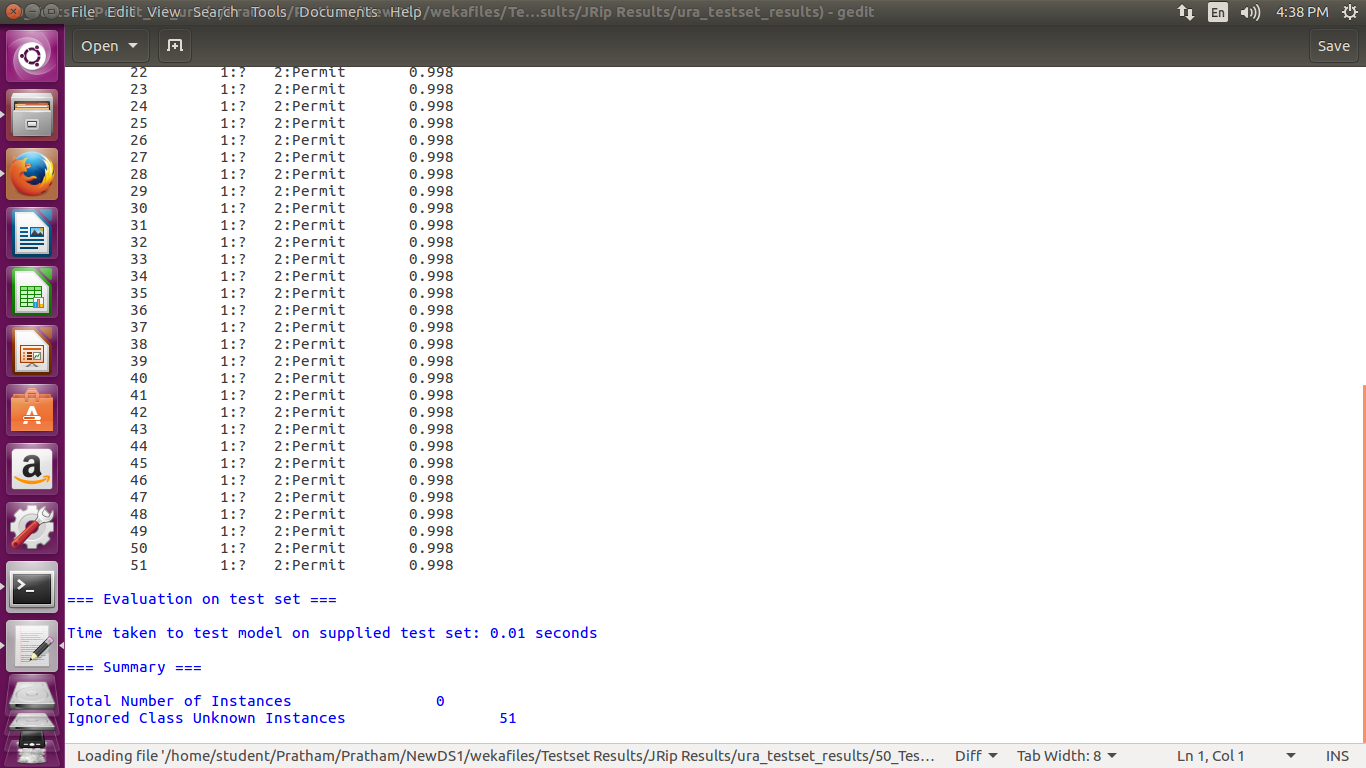 File Edit View Search Tools Documents Help /wekafiles/Te...sults/JRip Results/ura_testset_results) - gedit En 4:38 PM
Open Save
22 1:? 2:Permit 0.998
23 1:? 2:Permit 0.998
24 1:? 2:Permit 0.998
25 1:? 2:Permit 0.998
26 1:? 2:Permit 0.998
27 1:? 2:Permit 0.998
28 1:? 2:Permit 0.998
29 1:? 2:Permit 0.998
30 1:? 2:Permit 0.998
31 1:? 2:Permit 0.998
32 1:? 2:Permit 0.998
33 1:? 2:Permit 0.998
34 1:? 2:Permit 0.998
35 1:? 2:Permit 0.998
36 1:? 2:Permit 0.998
37 1:? 2:Permit 0.998
38 1:? 2:Permit 0.998
39 1:? 2:Permit 0.998
40 1:? 2:Permit 0.998
41 1:? 2:Permit 0.998
42 1:? 2:Permit 0.998
43 1:? 2:Permit 0.998
44 1:? 2:Permit 0.998
45 1:? 2:Permit 0.998
46 1:? 2:Permit 0.998
47 1:? 2:Permit 0.998
48 1:? 2:Permit 0.998
49 1:? 2:Permit 0.998
50 1:? 2:Permit 0.998
51 1:? 2:Permit 0.998
=== Evaluation on test set ===
Time taken to test model on supplied test set: 0.01 seconds
=== Summary ===
Total Number of Instances 0
Ignored Class Unknown Instances 51
Loading file '/home/student/Pratham/Pratham/NewDS1/wekafiles/Testset Results/JRip Results/ura_testset_results/50_Tes... Diff Tab Width: 8 Ln 1, Col 1 INS